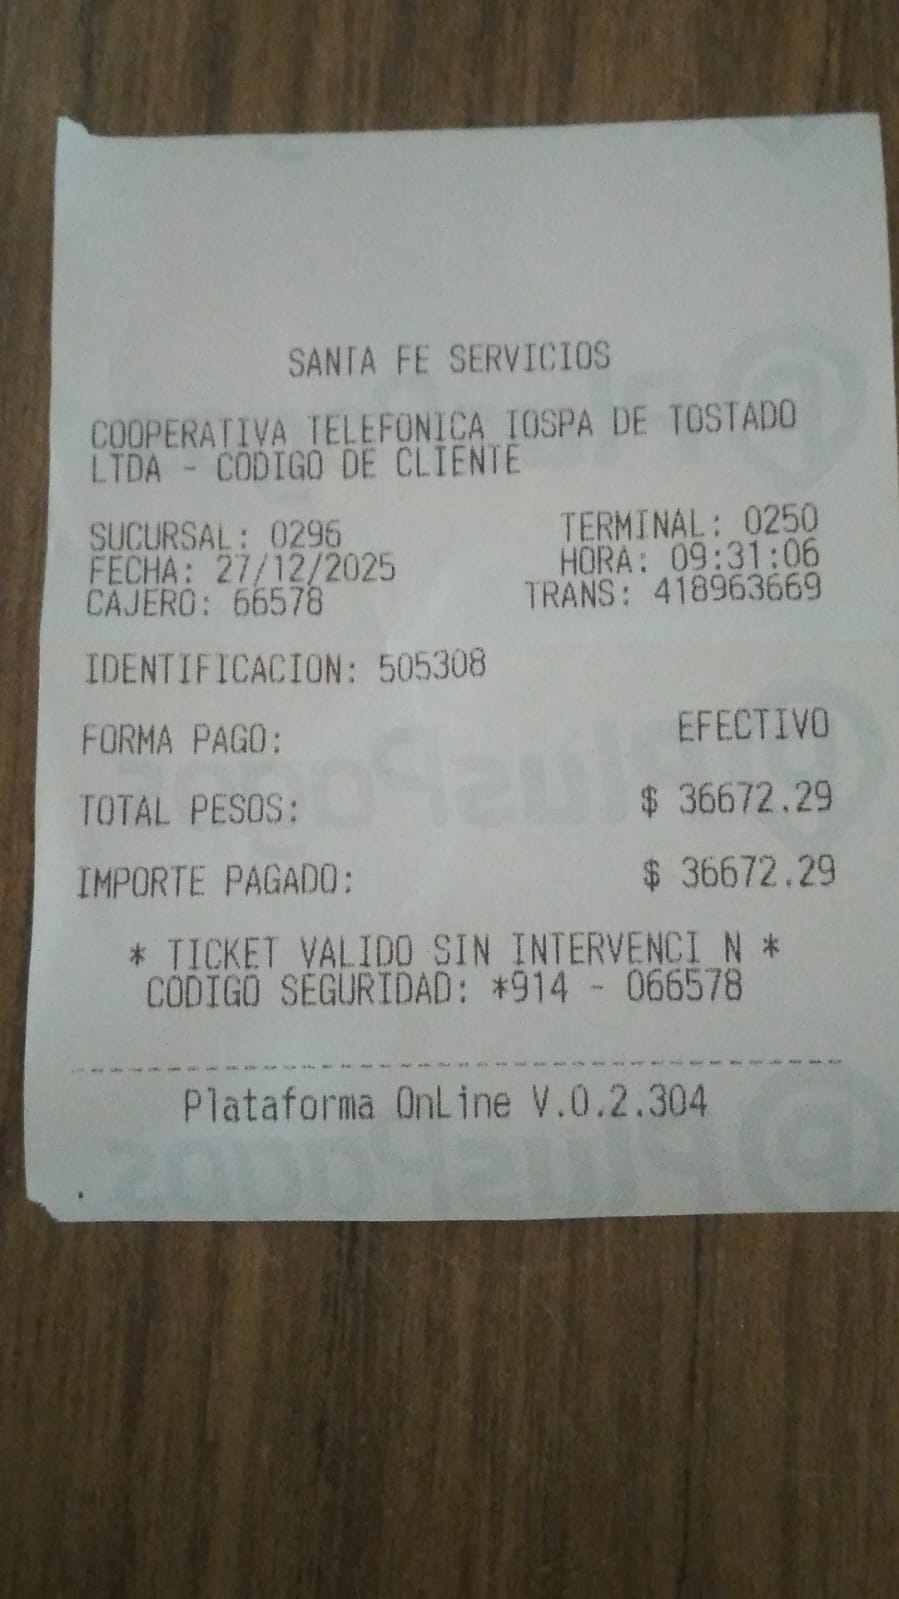 SANTA FE SERVICIOS
COOPERATIVA TELEFONICA IOSPA DE TOSTADO
LTDA - CODIGO DE CLIENTE
SUCURSAL: 0296 TERMINAL: 0250
FECHA: 27/12/2025 HORA: 09:31:06
CAJERO: 66578 TRANS: 418963669
IDENTIFICACION: 505308
FORMA PAGO: EFECTIVO
TOTAL PESOS: $ 36672.29
IMPORTE PAGADO: $ 36672.29
* TICKET VALIDO SIN INTERVENCI N *
CODIGO SEGURIDAD: *914 - 066578
Plataforma OnLine V.0.2.304
PlusPagos
PlusPagos